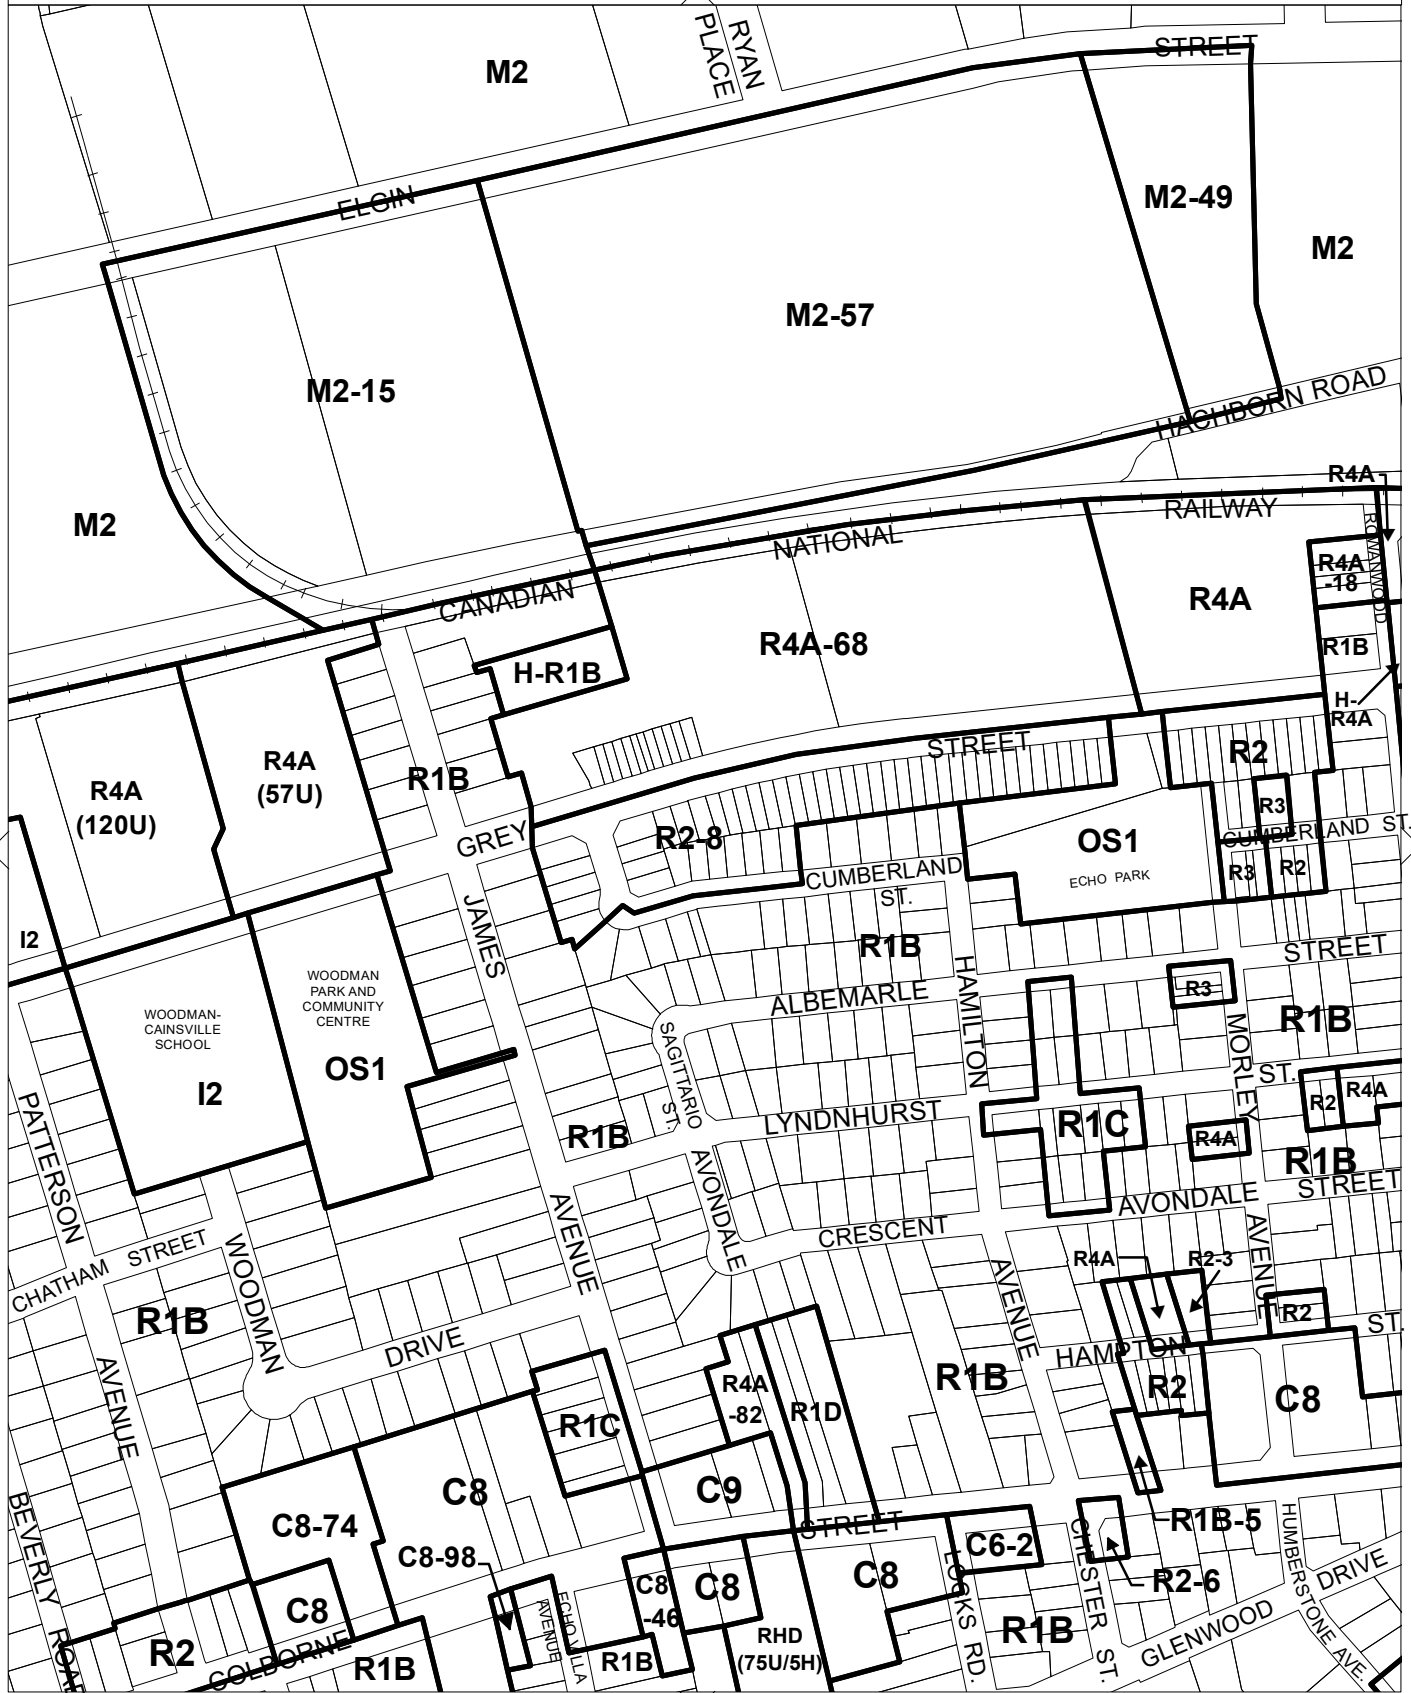 M2
RYAN
PLACE
STREET
ELGIN
M2-49
M2
M2-57
M2-15
HACHBORN ROAD
M2
R4A
RAILWAY
NATIONAL
CANADIAN
ROWANWOOD
R4A
-18
R4A
R4A-68
H-R1B
R1B
H-
R4A
STREET
R2
R4A
(57U)
R1B
R4A
(120U)
R3
GREY
R2-8
OS1
ECHO PARK
CUMBERLAND ST.
CUMBERLAND
ST.
R3
R2
I2
JAMES
R1B
HAMILTON
STREET
WOODMAN
PARK AND
COMMUNITY
CENTRE
OS1
WOODMAN-
CAINSVILLE
SCHOOL
I2
ALBEMARLE
R3
R1B
MORLEY
SAGITTARIO
ST.
ST.
R2
R4A
PATTERSON
LYNDNHURST
R1C
R1B
R4A
R1B
STREET
AVONDALE
AVONDALE
AVENUE
CRESCENT
AVENUE
CHATHAM STREET
WOODMAN
R4A
R2-3
AVENUE
R1B
R2
ST.
DRIVE
HAMPTON
AVENUE
R1B
R2
C8
R4A
-82
R1D
R1C
C8
C9
BEVERLY ROAD
C8-74
STREET
R1B-5
C8-98
C6-2
CHESTER ST.
HUMBERSTONE AVE.
R2-6
DRIVE
C8
-46
C8
C8
LOCKS RD.
C8
ECHO VILLA
AVENUE
R1B
GLENWOOD
R2
COLBORNE
R1B
R1B
RHD
(75U/5H)